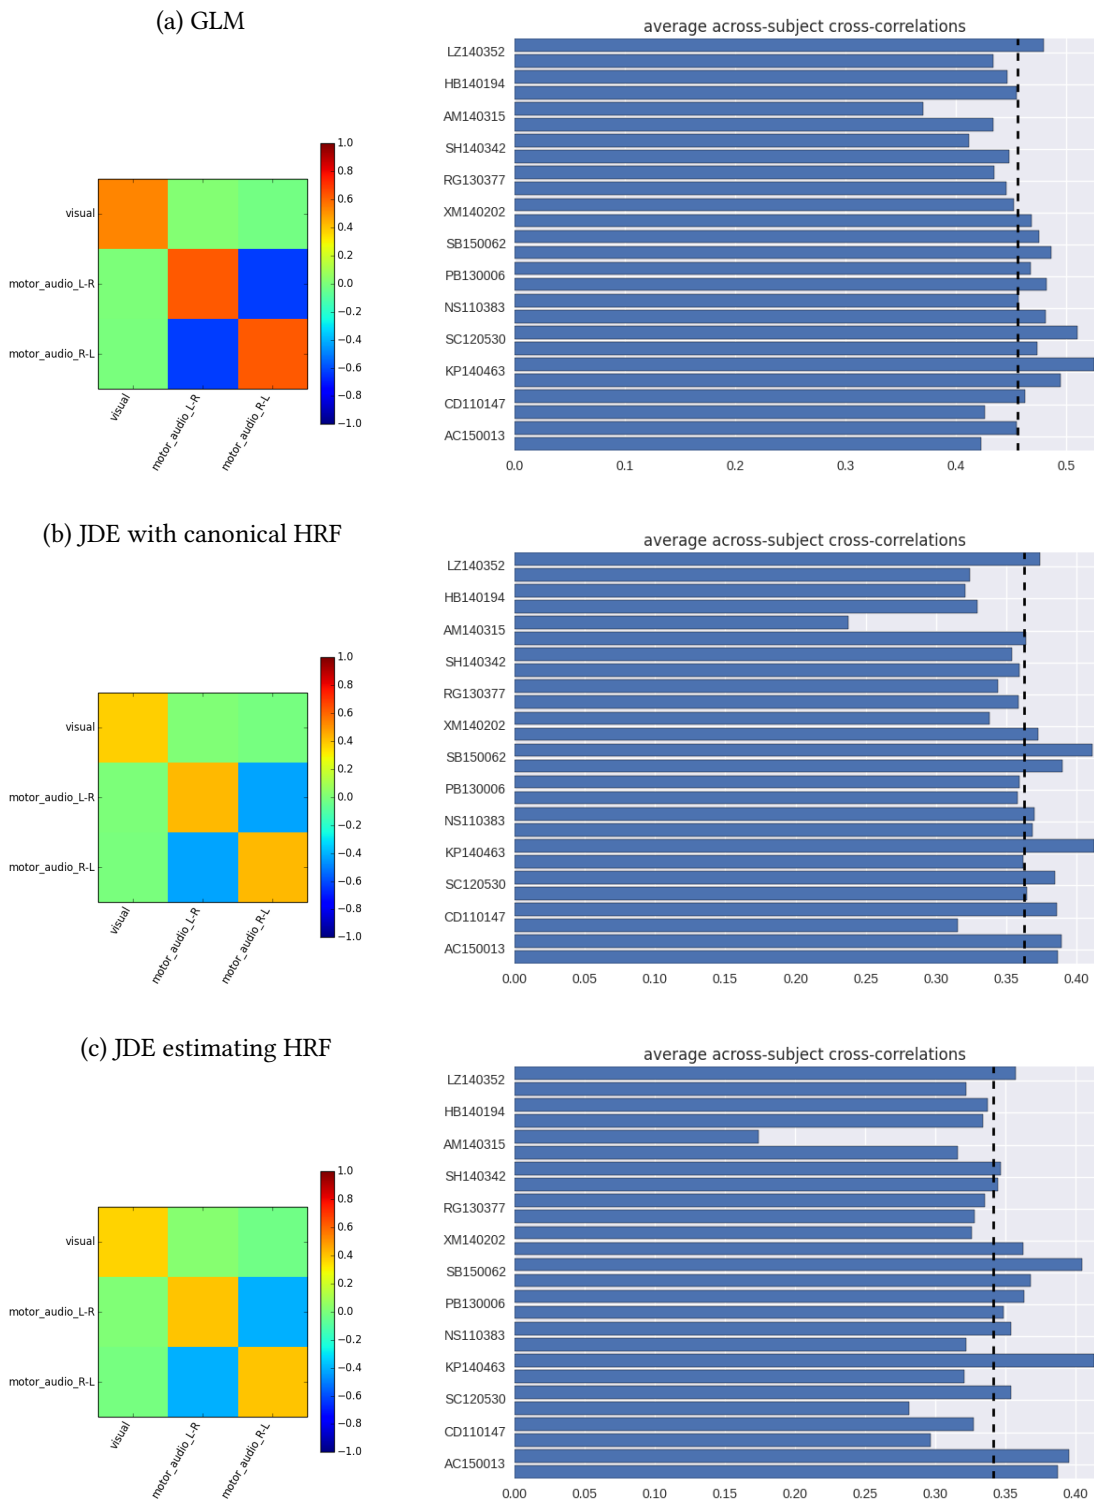 (a) GLM
average across-subject cross-correlations
LZ140352
HB140194
AM140315
SH140342
RG130377
XM140202
SB150062
PB130006
NS110383
SC120530
KP140463
CD110147
AC150013
0.0 0.1 0.2 0.3 0.4 0.5
visual
motor_audio_L-R
motor_audio_R-L
visual
motor_audio_L-R
motor_audio_R-L
1.0
0.8
0.6
0.4
0.2
0.0
−0.2
−0.4
−0.6
−0.8
−1.0
(b) JDE with canonical HRF
average across-subject cross-correlations
LZ140352
HB140194
AM140315
SH140342
RG130377
XM140202
SB150062
PB130006
NS110383
KP140463
SC120530
CD110147
AC150013
0.00 0.05 0.10 0.15 0.20 0.25 0.30 0.35 0.40
visual
motor_audio_L-R
motor_audio_R-L
visual
motor_audio_L-R
motor_audio_R-L
1.0
0.8
0.6
0.4
0.2
0.0
−0.2
−0.4
−0.6
−0.8
−1.0
(c) JDE estimating HRF
average across-subject cross-correlations
LZ140352
HB140194
AM140315
SH140342
RG130377
XM140202
SB150062
PB130006
NS110383
KP140463
SC120530
CD110147
AC150013
0.00 0.05 0.10 0.15 0.20 0.25 0.30 0.35 0.40
visual
motor_audio_L-R
motor_audio_R-L
visual
motor_audio_L-R
motor_audio_R-L
1.0
0.8
0.6
0.4
0.2
0.0
−0.2
−0.4
−0.6
−0.8
−1.0